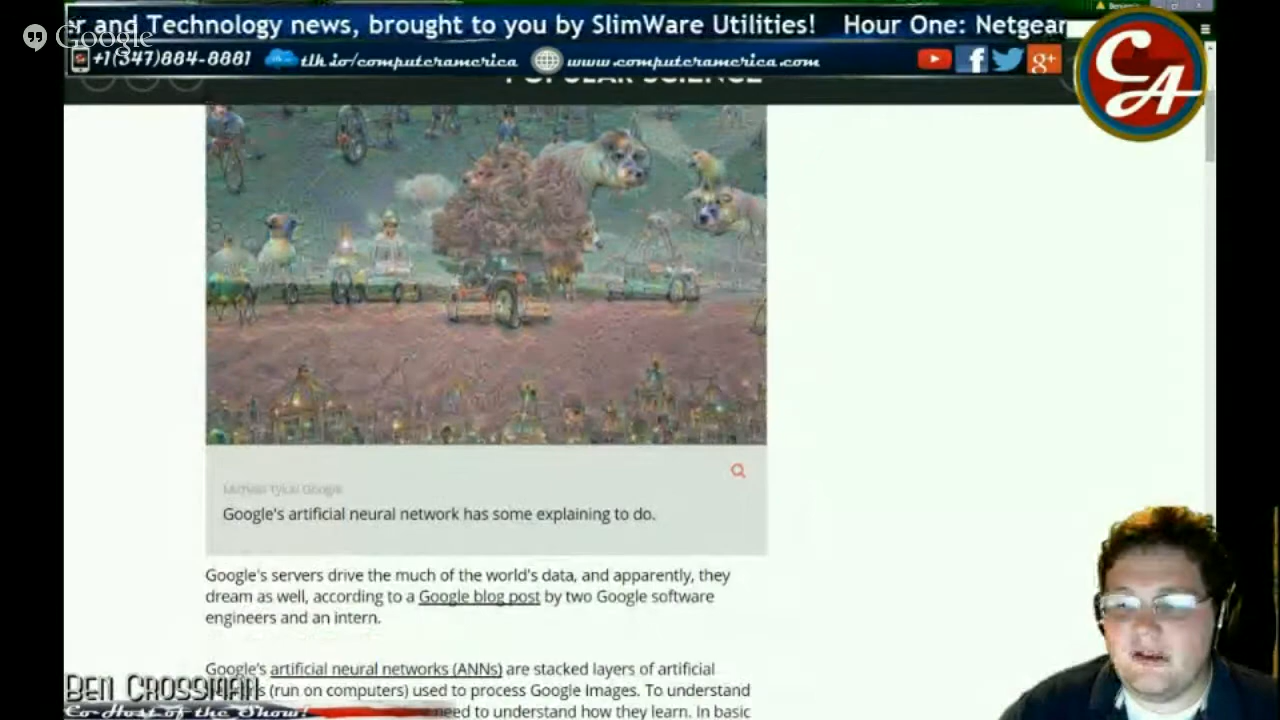 er and Technology news, brought to you by SlimWare Utilities! Hour One: Netgear
Google
+1(347)884-8881 tlk.io/computeramerica www.computeramerica.com
CA
POPULAR SCIENCE
Google's artificial neural network has some explaining to do.
Google's servers drive the much of the world's data, and apparently, they
dream as well, according to a Google blog post by two Google software
engineers and an intern.
Google's artificial neural networks (ANNs) are stacked layers of artificial
(run on computers) used to process Google Images. To understand
need to understand how they learn. In basic
Ben Crossman
Co-Host of the Show!